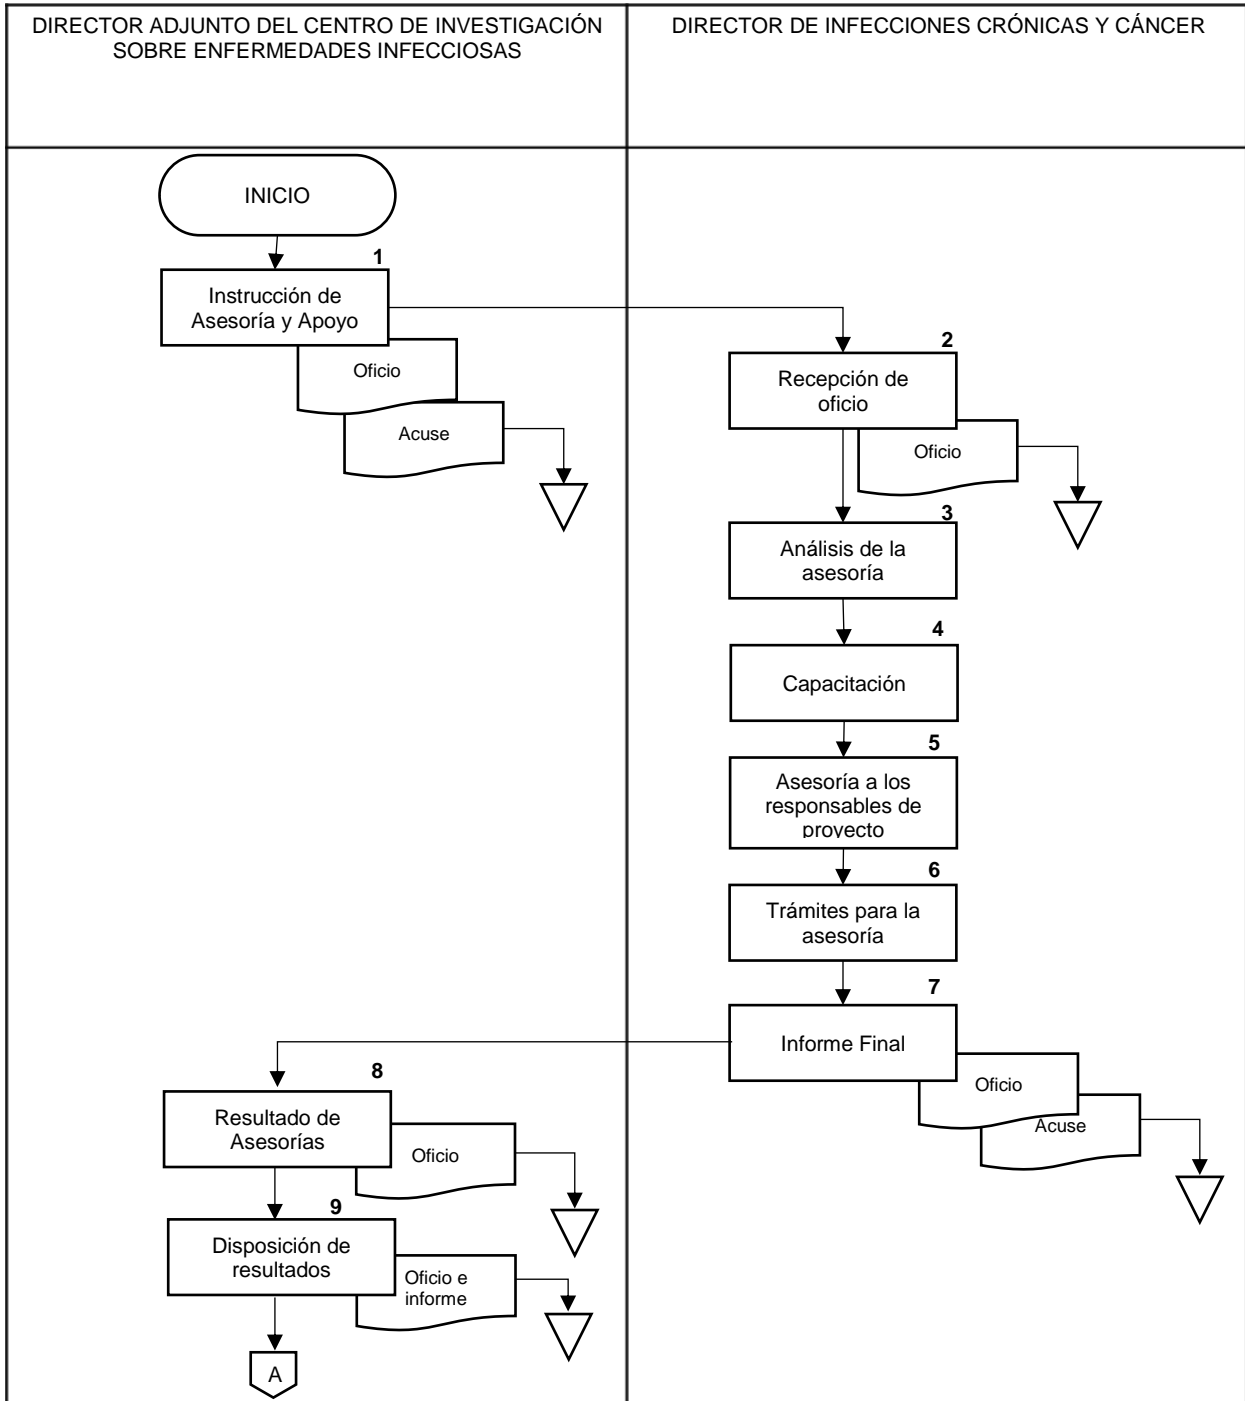 DIRECTOR ADJUNTO DEL CENTRO DE INVESTIGACIÓN
SOBRE ENFERMEDADES INFECCIOSAS
DIRECTOR DE INFECCIONES CRÓNICAS Y CÁNCER
INICIO
1
Instrucción de
Asesoría y Apoyo
Oficio
Acuse
2
Recepción de
oficio
Oficio
3
Análisis de la
asesoría
4
Capacitación
5
Asesoría a los
responsables de
proyecto
6
Trámites para la
asesoría
7
Informe Final
Oficio
Acuse
8
Resultado de
Asesorías
Oficio
9
Disposición de
resultados
Oficio e
informe
A